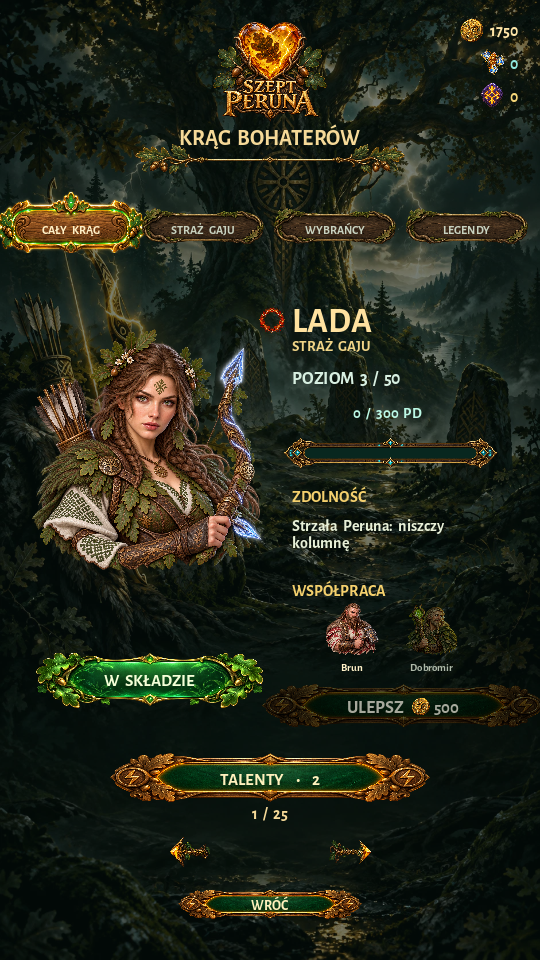 1750
0
0
SZEPT
PERUNA
KRĄG BOHATERÓW
CAŁY KRĄG
STRAŻ GAJU
WYBRAŃCY
LEGENDY
LADA
STRAŻ GAJU
POZIOM 3 / 50
0 / 300 PD
ZDOLNOŚĆ
Strzała Peruna: niszczy
kolumnę
WSPÓŁPRACA
Brun
Dobromir
W SKŁADZIE
ULEPSZ 500
TALENTY · 2
1 / 25
WRÓĆ